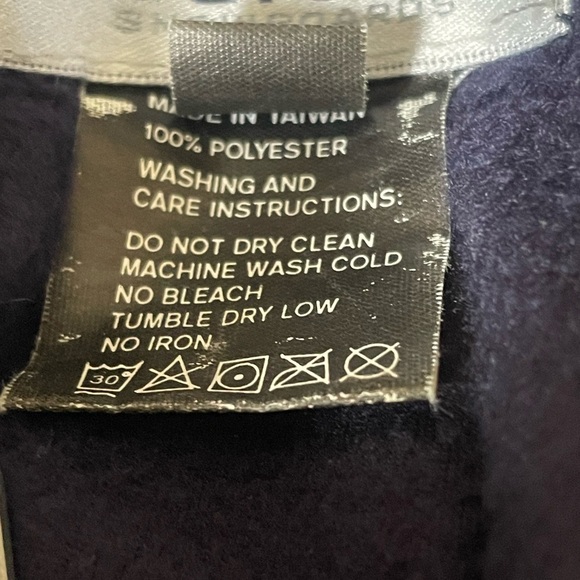 SNOWBOARDS
MADE IN TAIWAN
100% POLYESTER
WASHING AND
CARE INSTRUCTIONS:
DO NOT DRY CLEAN
MACHINE WASH COLD
NO BLEACH
TUMBLE DRY LOW
NO IRON
30°